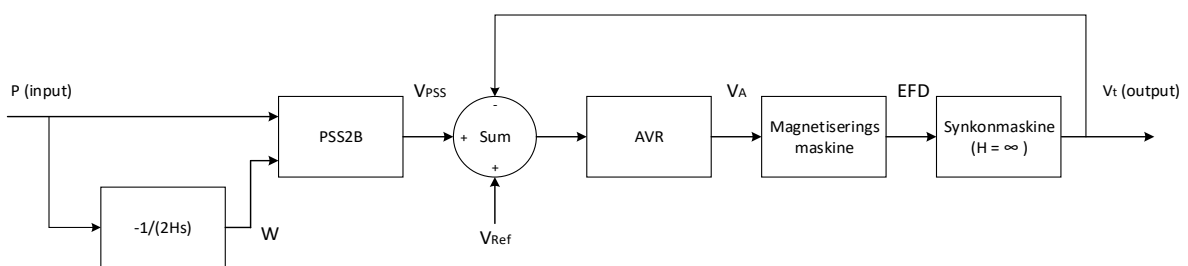 P (input)
VPSS
VA
EFD
Vt (output)
-
PSS2B
+
Sum
AVR
Magnetiserings
maskine
Synkonmaskine
(H = ∞ )
+
-1/(2Hs)
W
VRef